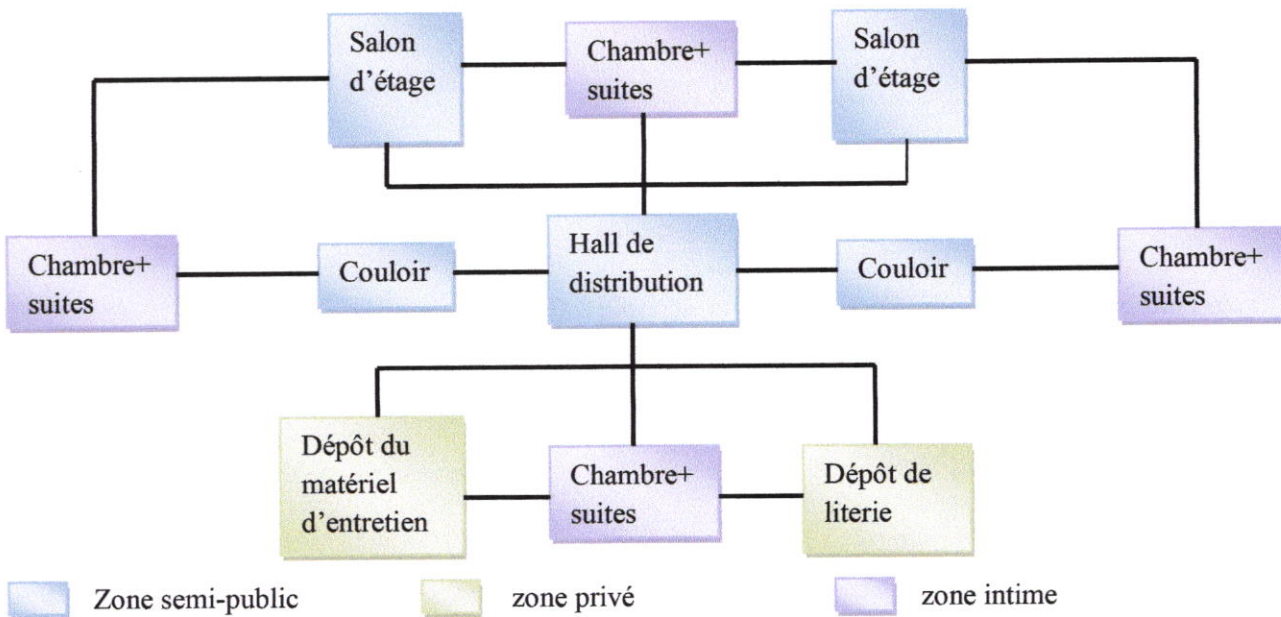 Salon
d'étage
Chambre+
suites
Salon
d'étage
Chambre+
suites
Couloir
Hall de
distribution
Couloir
Chambre+
suites
Dépôt du
matériel
d'entretien
Chambre+
suites
Dépôt de
literie
Zone semi-public
zone privé
zone intime